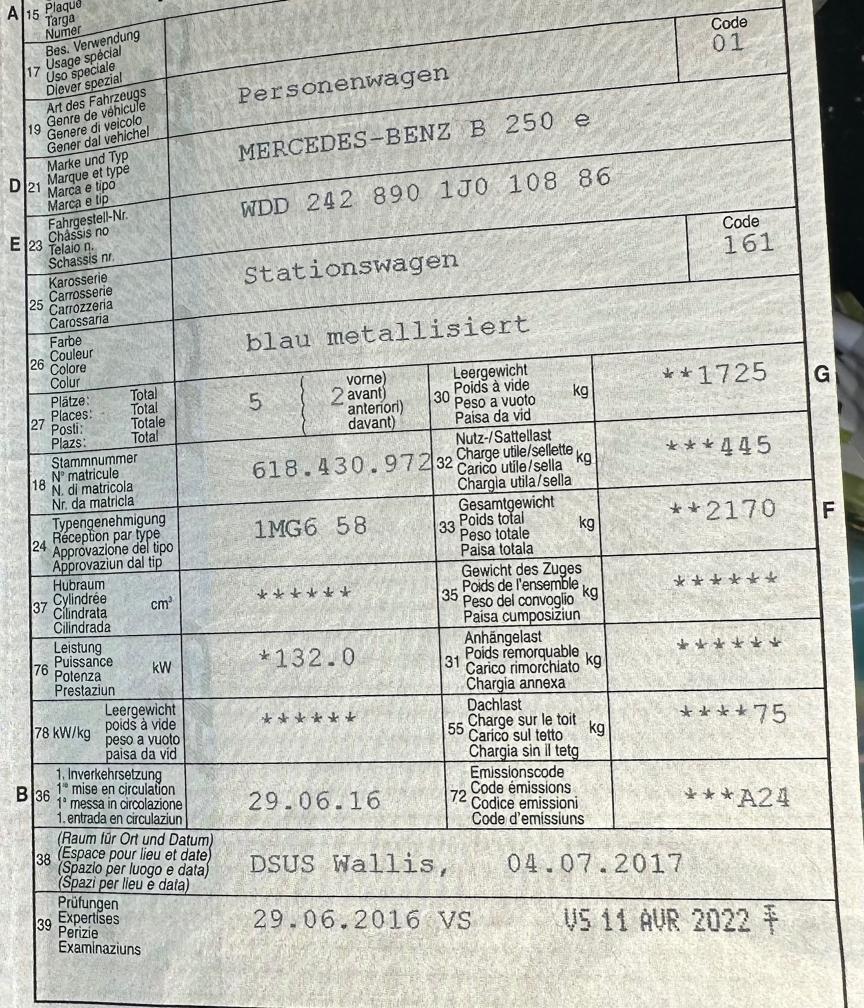 A 15 Plaque
Targa
Numer
17 Bes. Verwendung
Usage spécial
Uso speciale
Diever spezial
Code
01
19 Art des Fahrzeugs
Genre de véhicule
Genere di veicolo
Gener dal vehichel
Personenwagen
D 21 Marke und Typ
Marque et type
Marca e tipo
Marca e tip
MERCEDES-BENZ B 250 e
E 23 Fahrgestell-Nr.
Châssis no
Telaio n.
Schassis nr.
WDD 242 890 1J0 108 86
25 Karosserie
Carrosserie
Carrozzeria
Carossaria
Stationswagen
Code
161
26 Farbe
Couleur
Colore
Colur
blau metallisiert
27 Plätze: Total
Places: Total
Posti: Totale
Plazs: Total
5 ( 2 vorne)
avant)
anteriori)
davant)
30 Leergewicht
Poids à vide
Peso a vuoto
Paisa da vid
kg
**1725 G
18 Stammnummer
N° matricule
N. di matricola
Nr. da matricla
618.430.972
32 Nutz-/Sattellast
Charge utile/sellette
Carico utile/sella
Chargia utila/sella
kg
***445
24 Typengenehmigung
Réception par type
Approvazione del tipo
Approvaziun dal tip
1MG6 58
33 Gesamtgewicht
Poids total
Peso totale
Paisa totala
kg
**2170 F
37 Hubraum
Cylindrée
Cilindrata
Cilindrada
cm³
******
35 Gewicht des Zuges
Poids de l'ensemble
Peso del convoglio
Paisa cumposiziun
kg
******
76 Leistung
Puissance
Potenza
Prestaziun
kW
*132.0
31 Anhängelast
Poids remorquable
Carico rimorchiato
Chargia annexa
kg
******
78 kW/kg Leergewicht
poids à vide
peso a vuoto
paisa da vid
******
55 Dachlast
Charge sur le toit
Carico sul tetto
Chargia sin il tetg
kg
****75
B 36 1. Inverkehrsetzung
1re mise en circulation
1a messa in circolazione
1. entrada en circulaziun
29.06.16
72 Emissionscode
Code émissions
Codice emissioni
Code d'emissiuns
***A24
38 (Raum für Ort und Datum)
(Espace pour lieu et date)
(Spazio per luogo e data)
(Spazi per lieu e data)
DSUS Wallis, 04.07.2017
39 Prüfungen
Expertises
Perizie
Examinaziuns
29.06.2016 VS VS 11 AVR 2022